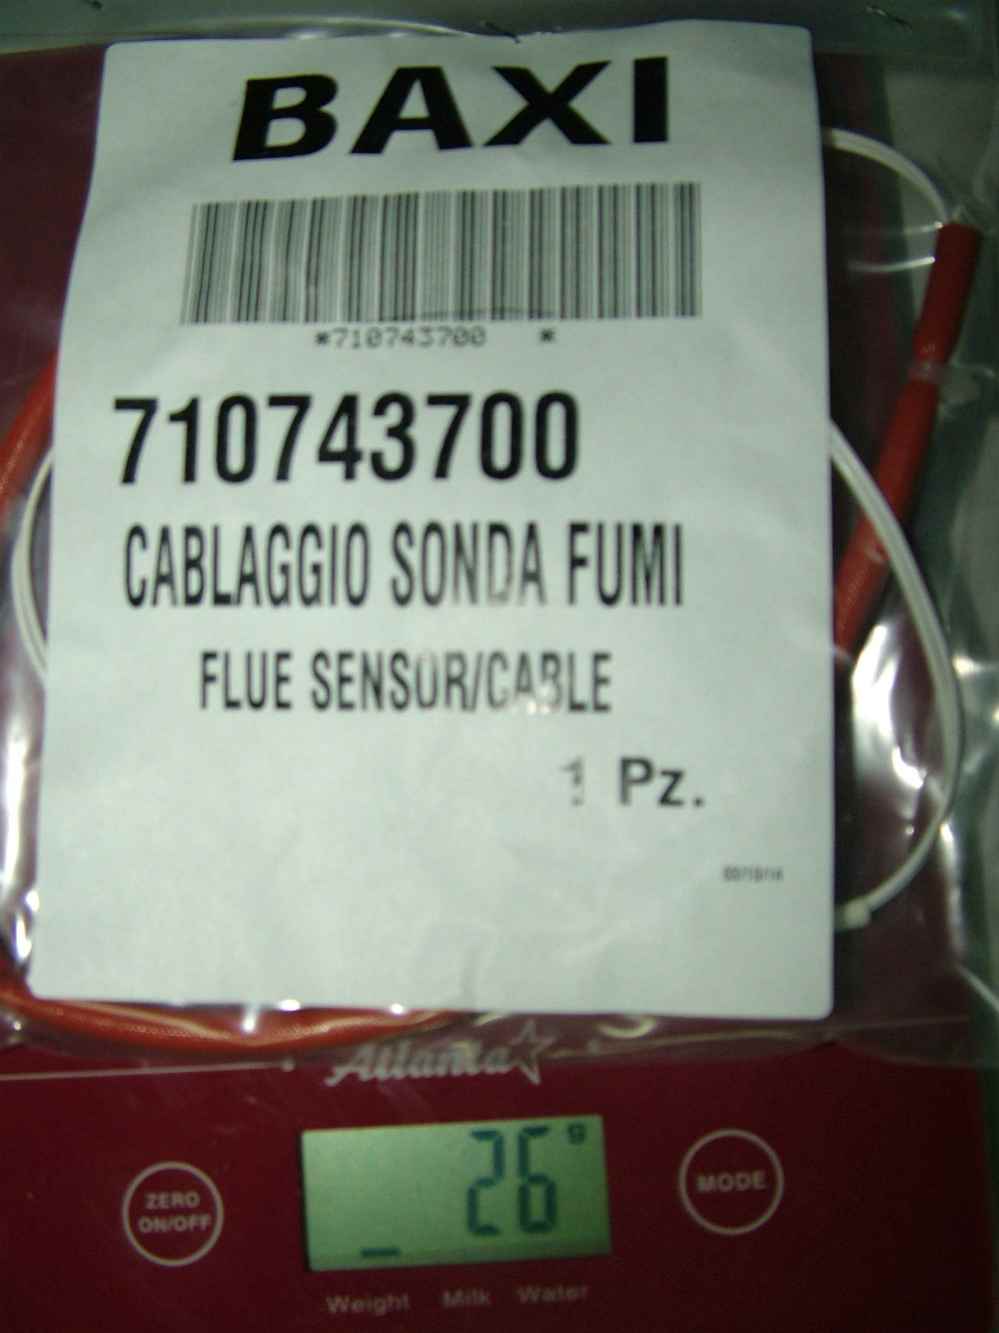 BAXI
*710743700 *
710743700
CABLAGGIO SONDA FUMI
FLUE SENSOR/CABLE
1 Pz.
Atlanta
26 g
ZERO
ON/OFF
MODE
Weight Milk Water